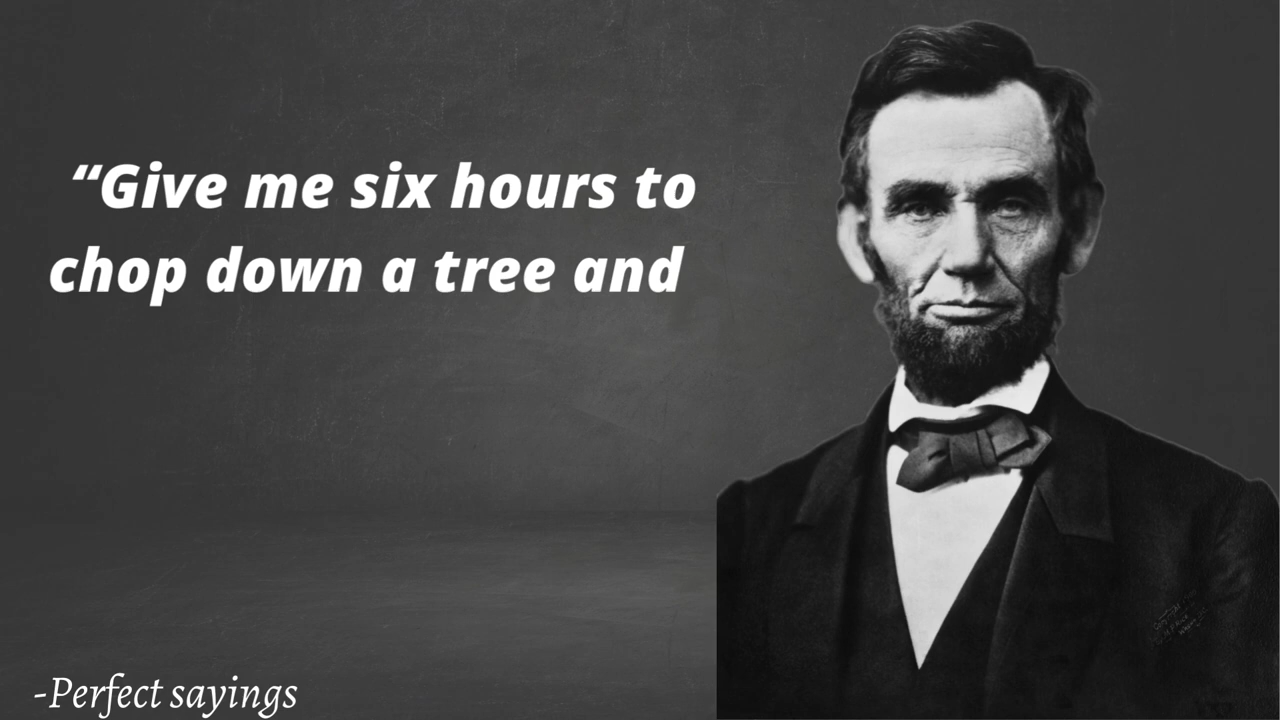 “Give me six hours to
chop down a tree and
-Perfect sayings